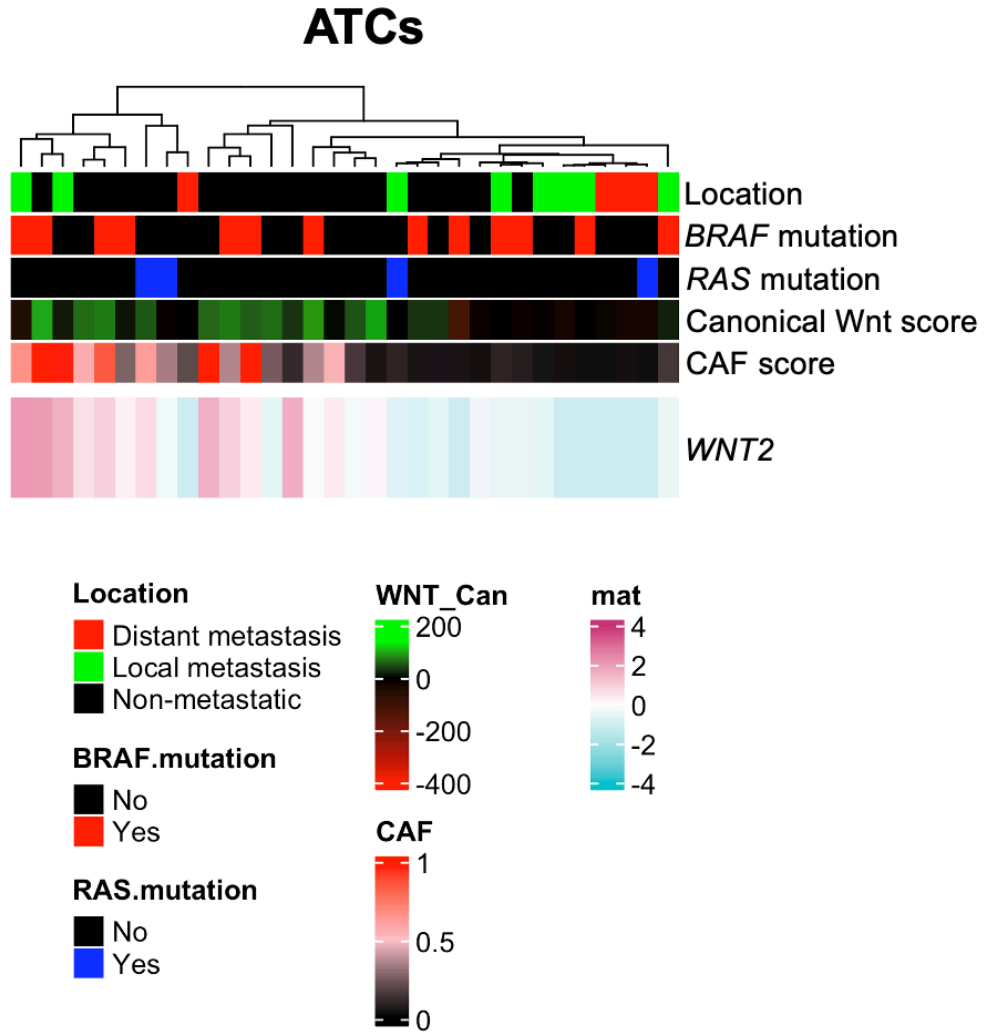 ATCs
Location
BRAF mutation
RAS mutation
Canonical Wnt score
CAF score
WNT2
Location
Distant metastasis
Local metastasis
Non-metastatic
BRAF.mutation
No
Yes
RAS.mutation
No
Yes
WNT_Can
200
0
-200
-400
CAF
1
0.5
0
mat
4
2
0
-2
-4